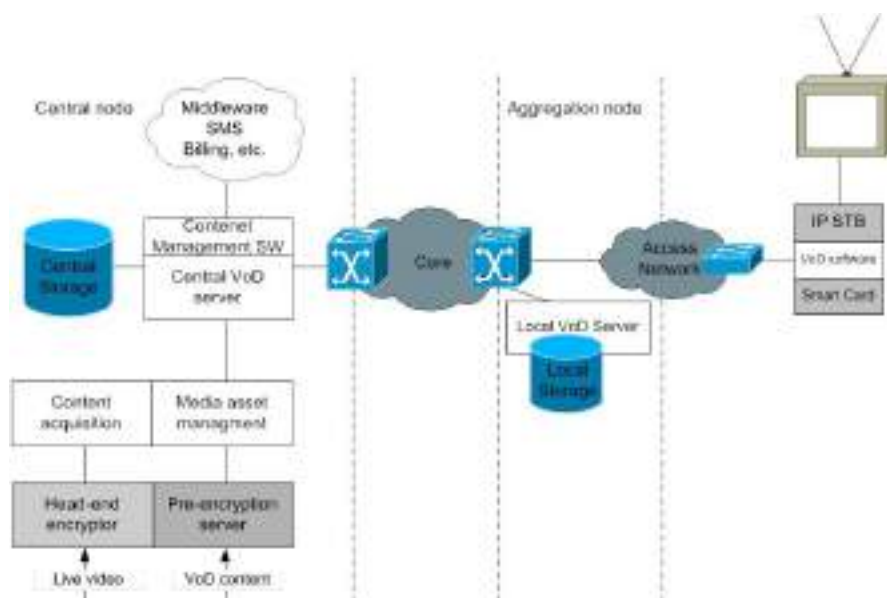 Central node
Middleware
SMS
Billing, etc.
Aggregation node
Contenet
Management SW
Central VoD
server
Central
Storage
Core
Access
Network
IP STB
VoD software
Smart Card
Local VoD Server
Local
Storage
Content
acquisition
Media asset
managment
Head-end
encryptor
Pre-encryption
server
Live video
VoD content